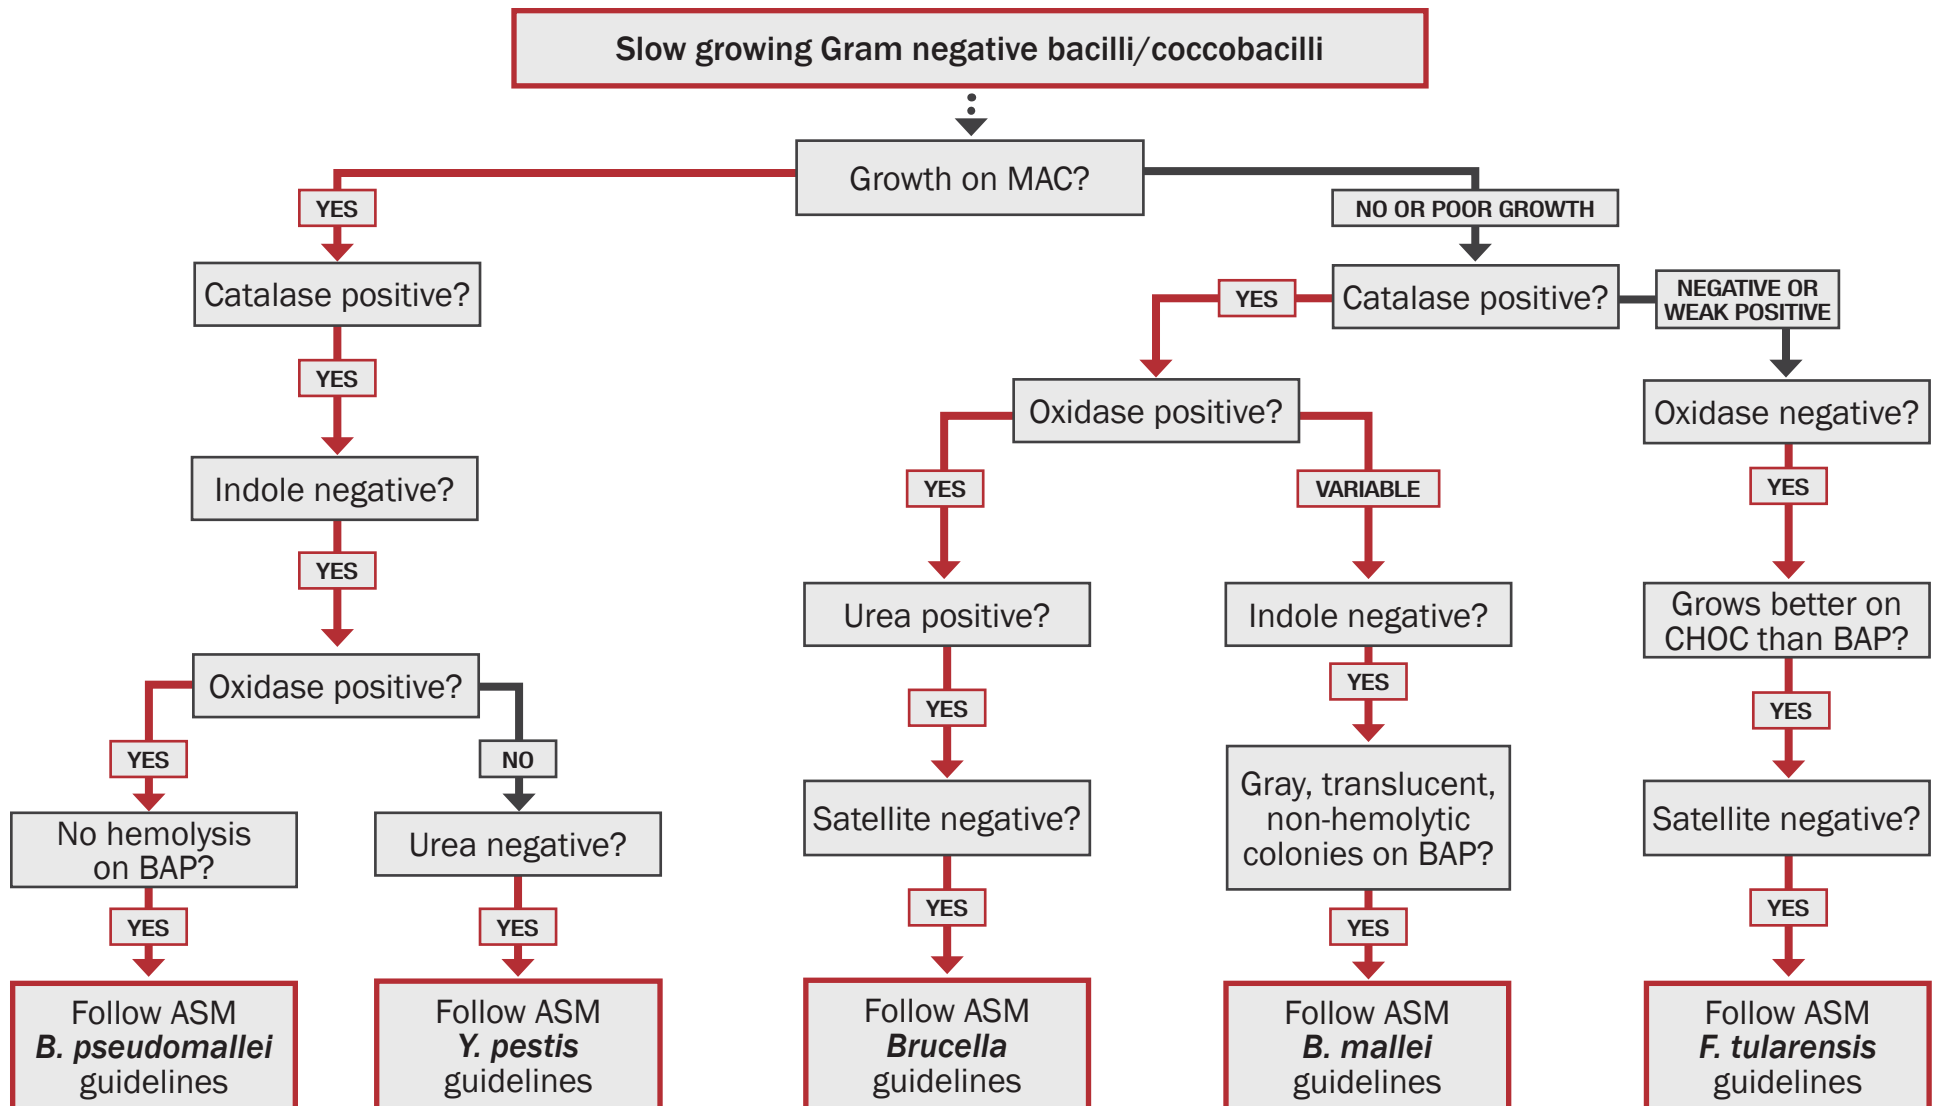 Slow growing Gram negative bacilli/coccobacilli
Growth on MAC?
YES
NO OR POOR GROWTH
Catalase positive?
YES
Indole negative?
YES
Oxidase positive?
YES
NO
No hemolysis
on BAP?
YES
Follow ASM
B. pseudomallei
guidelines
Urea negative?
YES
Follow ASM
Y. pestis
guidelines
Catalase positive?
YES
NEGATIVE OR
WEAK POSITIVE
Oxidase positive?
YES
VARIABLE
Urea positive?
YES
Satellite negative?
YES
Follow ASM
Brucella
guidelines
Indole negative?
YES
Gray, translucent,
non-hemolytic
colonies on BAP?
YES
Follow ASM
B. mallei
guidelines
Oxidase negative?
YES
Grows better on
CHOC than BAP?
YES
Satellite negative?
YES
Follow ASM
F. tularensis
guidelines